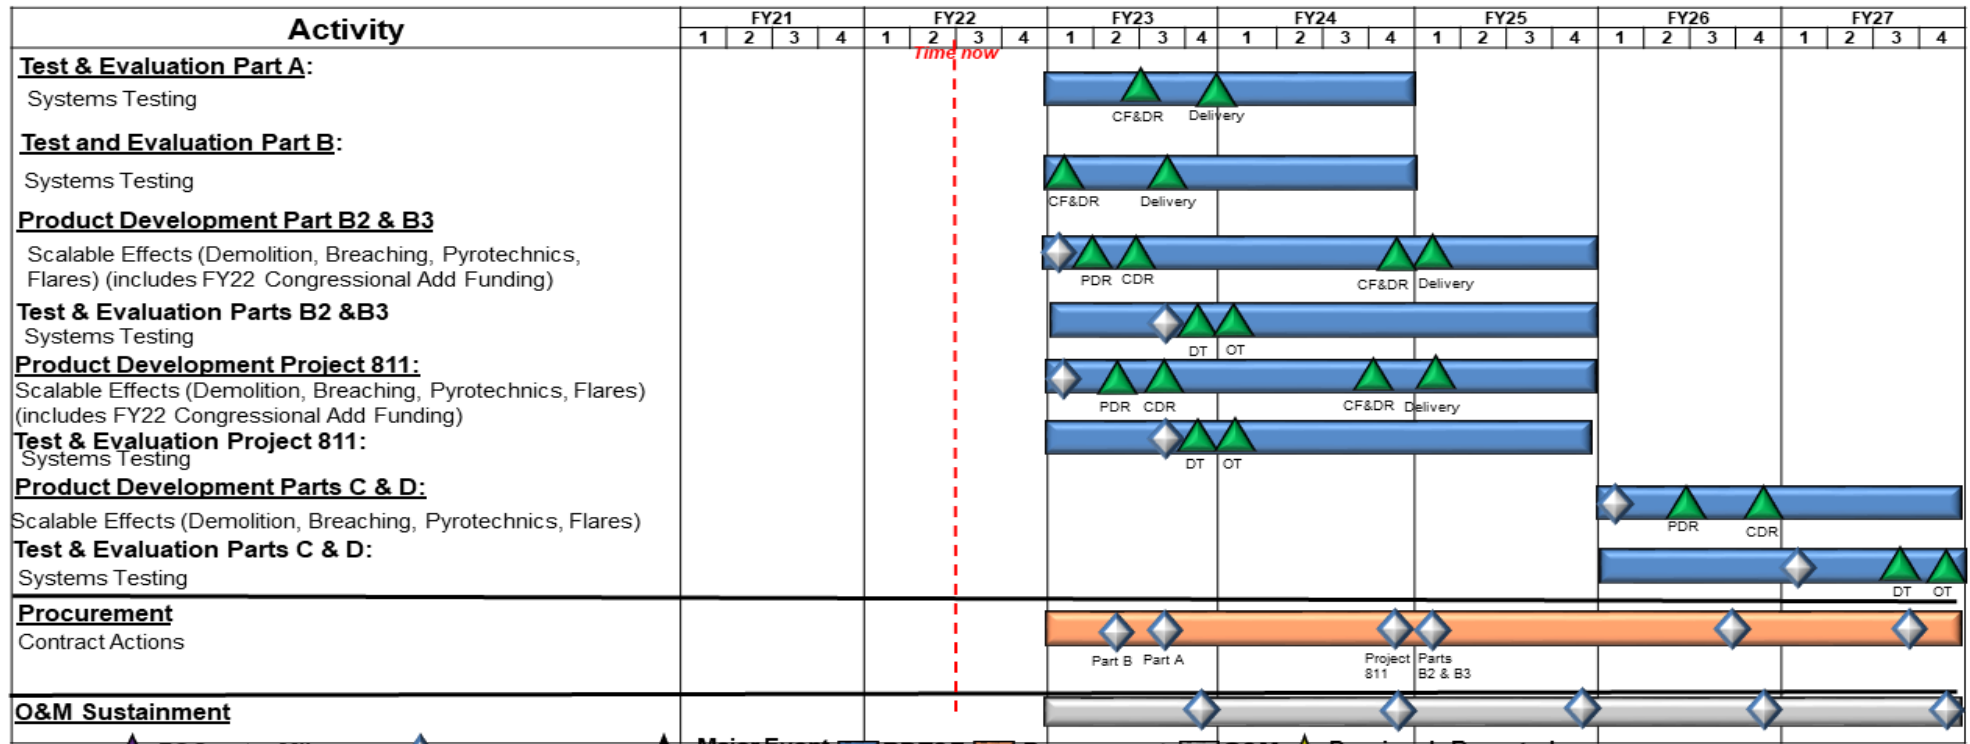 Activity
FY21 FY22 FY23 FY24 FY25 FY26 FY27
1 2 3 4 1 2 3 4 1 2 3 4 1 2 3 4 1 2 3 4 1 2 3 4 1 2 3 4
Time now
Test & Evaluation Part A:
Systems Testing
CF&DR Delivery
Test and Evaluation Part B:
Systems Testing
CF&DR Delivery
Product Development Part B2 & B3
Scalable Effects (Demolition, Breaching, Pyrotechnics,
Flares) (includes FY22 Congressional Add Funding)
PDR CDR CF&DR Delivery
Test & Evaluation Parts B2 &B3
Systems Testing
DT OT
Product Development Project 811:
Scalable Effects (Demolition, Breaching, Pyrotechnics, Flares)
(includes FY22 Congressional Add Funding)
PDR CDR CF&DR Delivery
Test & Evaluation Project 811:
Systems Testing
DT OT
Product Development Parts C & D:
Scalable Effects (Demolition, Breaching, Pyrotechnics, Flares)
PDR CDR
Test & Evaluation Parts C & D:
Systems Testing
DT OT
Procurement
Contract Actions
Part B Part A Project 811 Parts B2 & B3
O&M Sustainment
Major Event